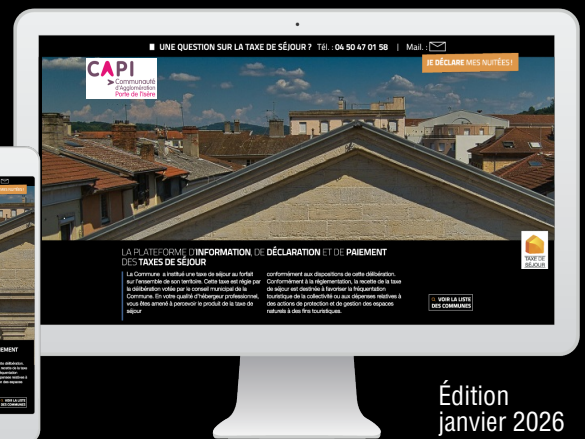 UNE QUESTION SUR LA TAXE DE SÉJOUR ? Tél. : 04 50 47 01 58 | Mail. :
JE DÉCLARE MES NUITÉES !
CAPI
Communauté
d'Agglomération
Porte de l'Isère
TAXE DE
SÉJOUR
LA PLATEFORME D'INFORMATION, DE DÉCLARATION ET DE PAIEMENT
DES TAXES DE SÉJOUR
La Commune a institué une taxe de séjour au forfait
sur l'ensemble de son territoire. Cette taxe est régie par
la délibération votée par le conseil municipal de la
Commune. En votre qualité d'hébergeur professionnel,
vous êtes amené à percevoir le produit de la taxe de
séjour
conformément aux dispositions de cette délibération.
Conformément à la réglementation, la recette de la taxe
de séjour est destinée à favoriser la fréquentation
touristique de la collectivité ou aux dépenses relatives à
des actions de protection et de gestion des espaces
naturels à des fins touristiques.
VOIR LA LISTE
DES COMMUNES
EMENT
VOIR LA LISTE
DES COMMUNES
Édition
janvier 2026